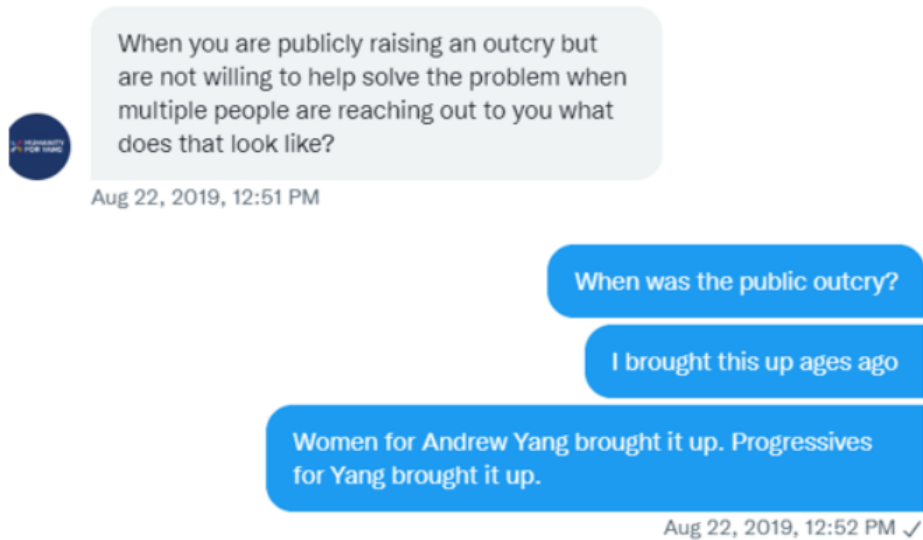 When you are publicly raising an outcry but
are not willing to help solve the problem when
multiple people are reaching out to you what
does that look like?
HUMANITY
FOR YANG
Aug 22, 2019, 12:51 PM
When was the public outcry?
I brought this up ages ago
Women for Andrew Yang brought it up. Progressives
for Yang brought it up.
Aug 22, 2019, 12:52 PM